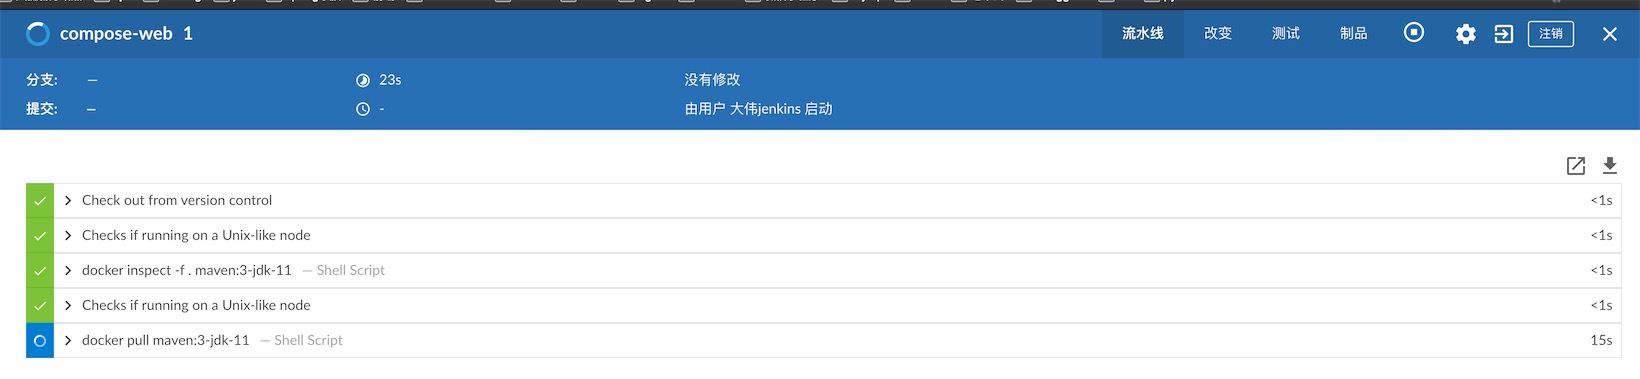 compose-web 1
流水线 改变 测试 制品 注销
分支: — 23s 没有修改
提交: — - 由用户 大伟jenkins 启动
Check out from version control <1s
Checks if running on a Unix-like node <1s
docker inspect -f . maven:3-jdk-11 — Shell Script <1s
Checks if running on a Unix-like node <1s
docker pull maven:3-jdk-11 — Shell Script 15s